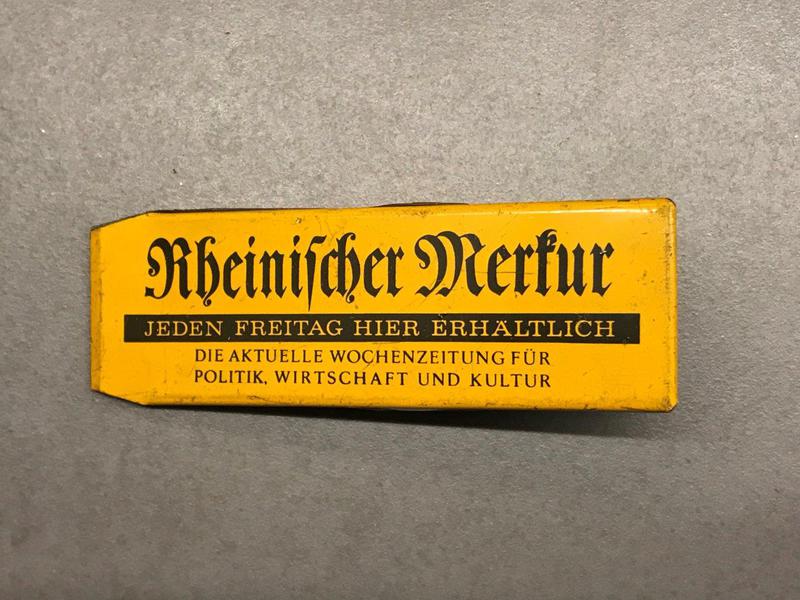 Rheiniſcher Merkur
JEDEN FREITAG HIER ERHÄLTLICH
DIE AKTUELLE WOCHENZEITUNG FÜR
POLITIK, WIRTSCHAFT UND KULTUR